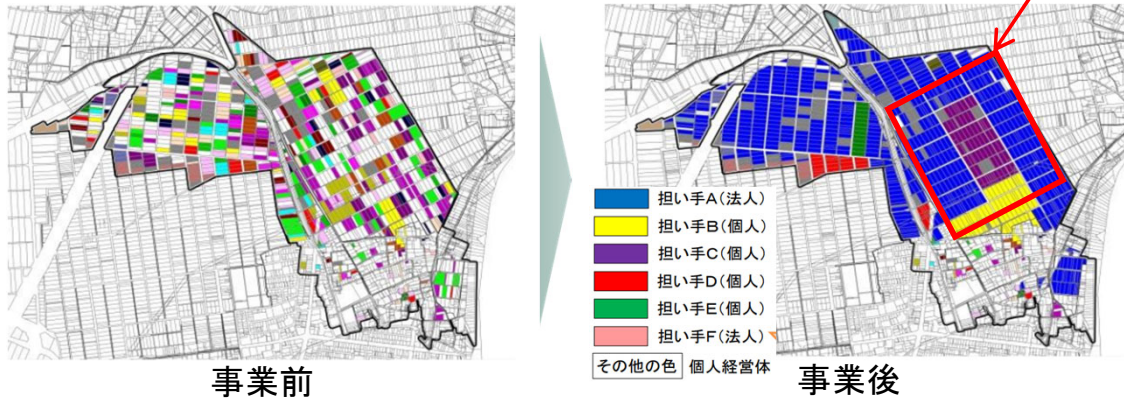 担い手A(法人)
担い手B(個人)
担い手C(個人)
担い手D(個人)
担い手E(個人)
担い手F(法人)
その他の色 個人経営体
事業前
事業後